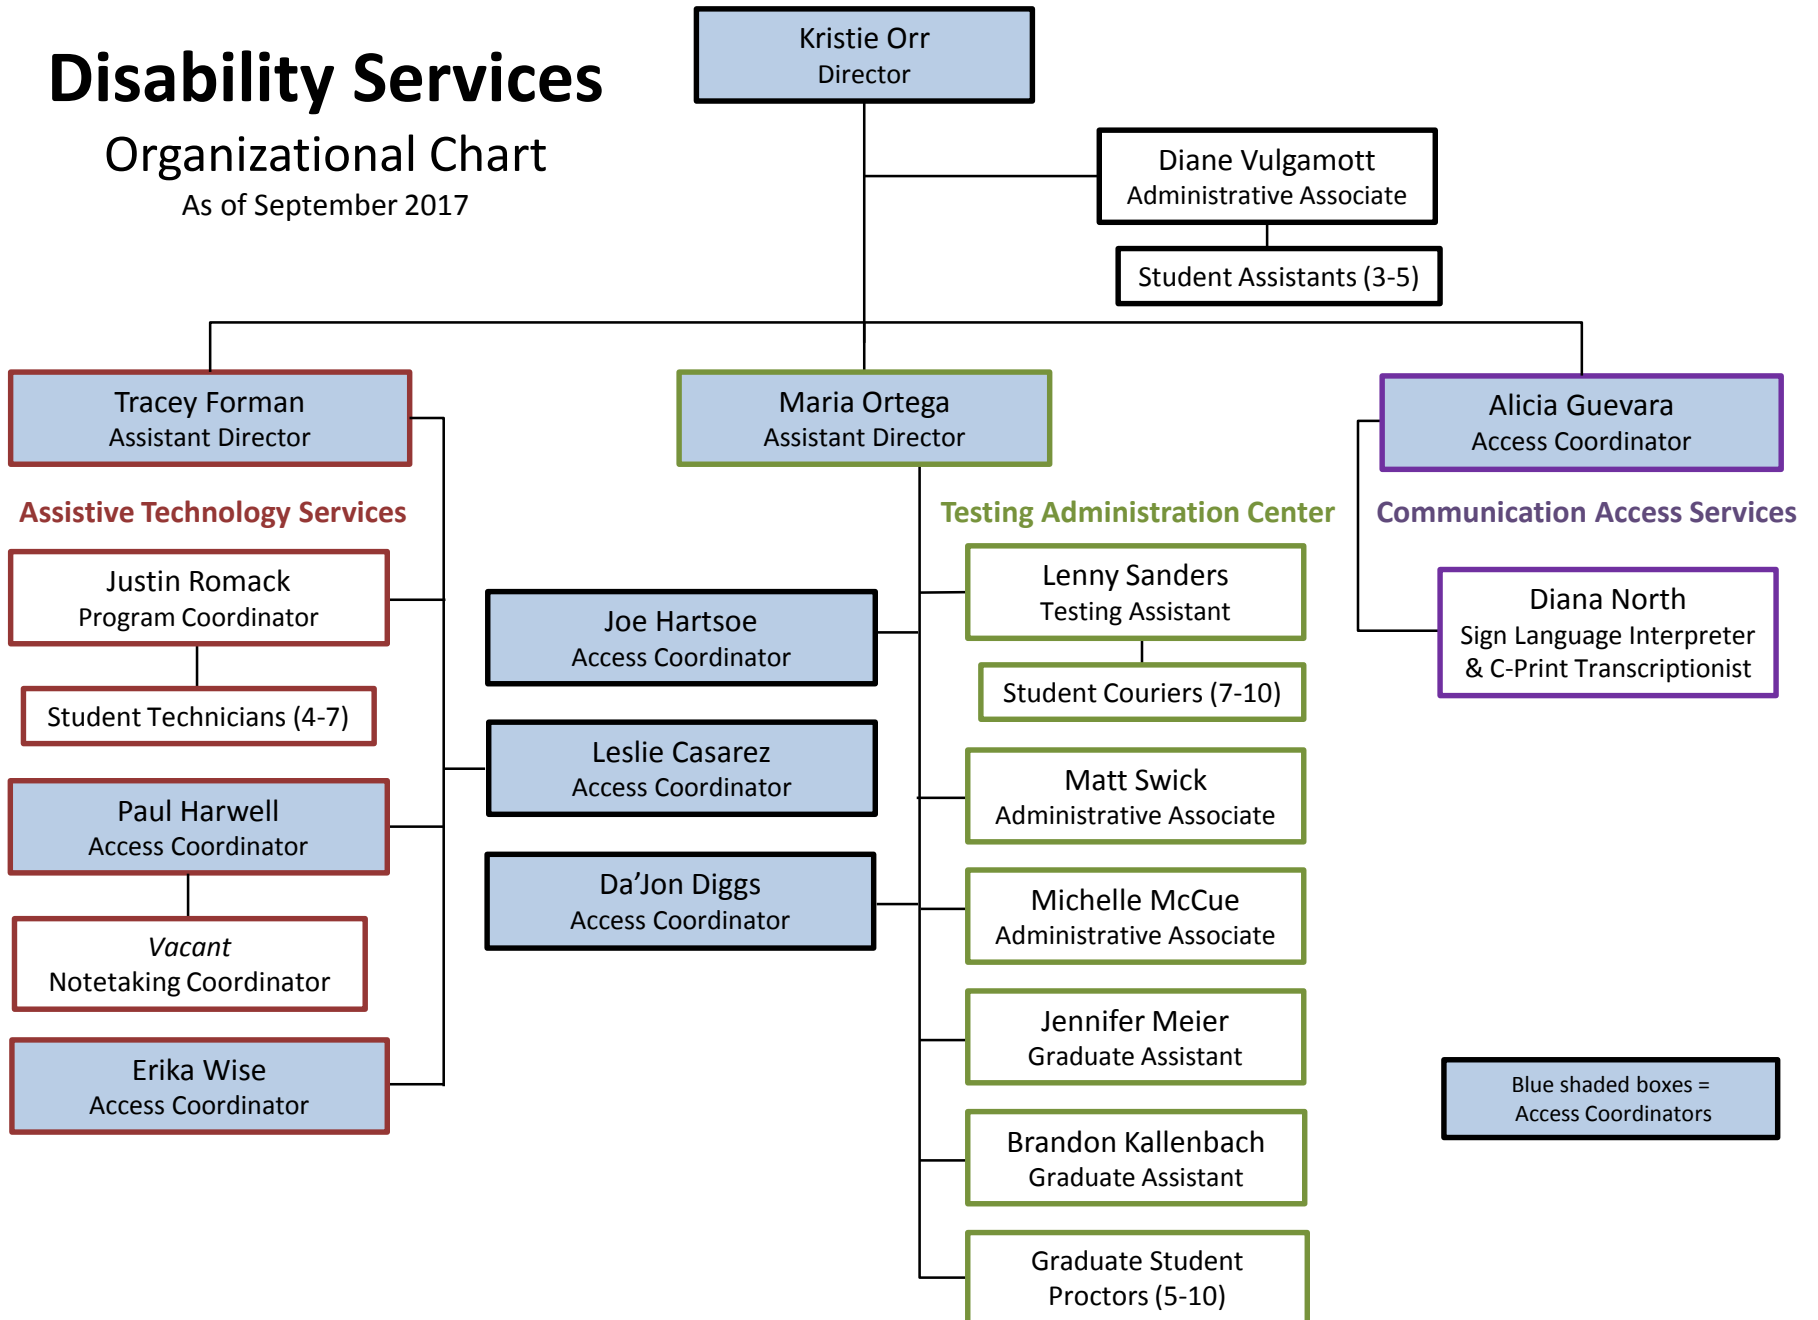 Disability Services
Organizational Chart
As of September 2017
Kristie Orr
Director
Diane Vulgamott
Administrative Associate
Student Assistants (3-5)
Tracey Forman
Assistant Director
Maria Ortega
Assistant Director
Alicia Guevara
Access Coordinator
Assistive Technology Services
Justin Romack
Program Coordinator
Student Technicians (4-7)
Paul Harwell
Access Coordinator
Vacant
Notetaking Coordinator
Erika Wise
Access Coordinator
Joe Hartsoe
Access Coordinator
Leslie Casarez
Access Coordinator
Da’Jon Diggs
Access Coordinator
Testing Administration Center
Lenny Sanders
Testing Assistant
Student Couriers (7-10)
Matt Swick
Administrative Associate
Michelle McCue
Administrative Associate
Jennifer Meier
Graduate Assistant
Brandon Kallenbach
Graduate Assistant
Graduate Student
Proctors (5-10)
Communication Access Services
Diana North
Sign Language Interpreter
& C-Print Transcriptionist
Blue shaded boxes =
Access Coordinators